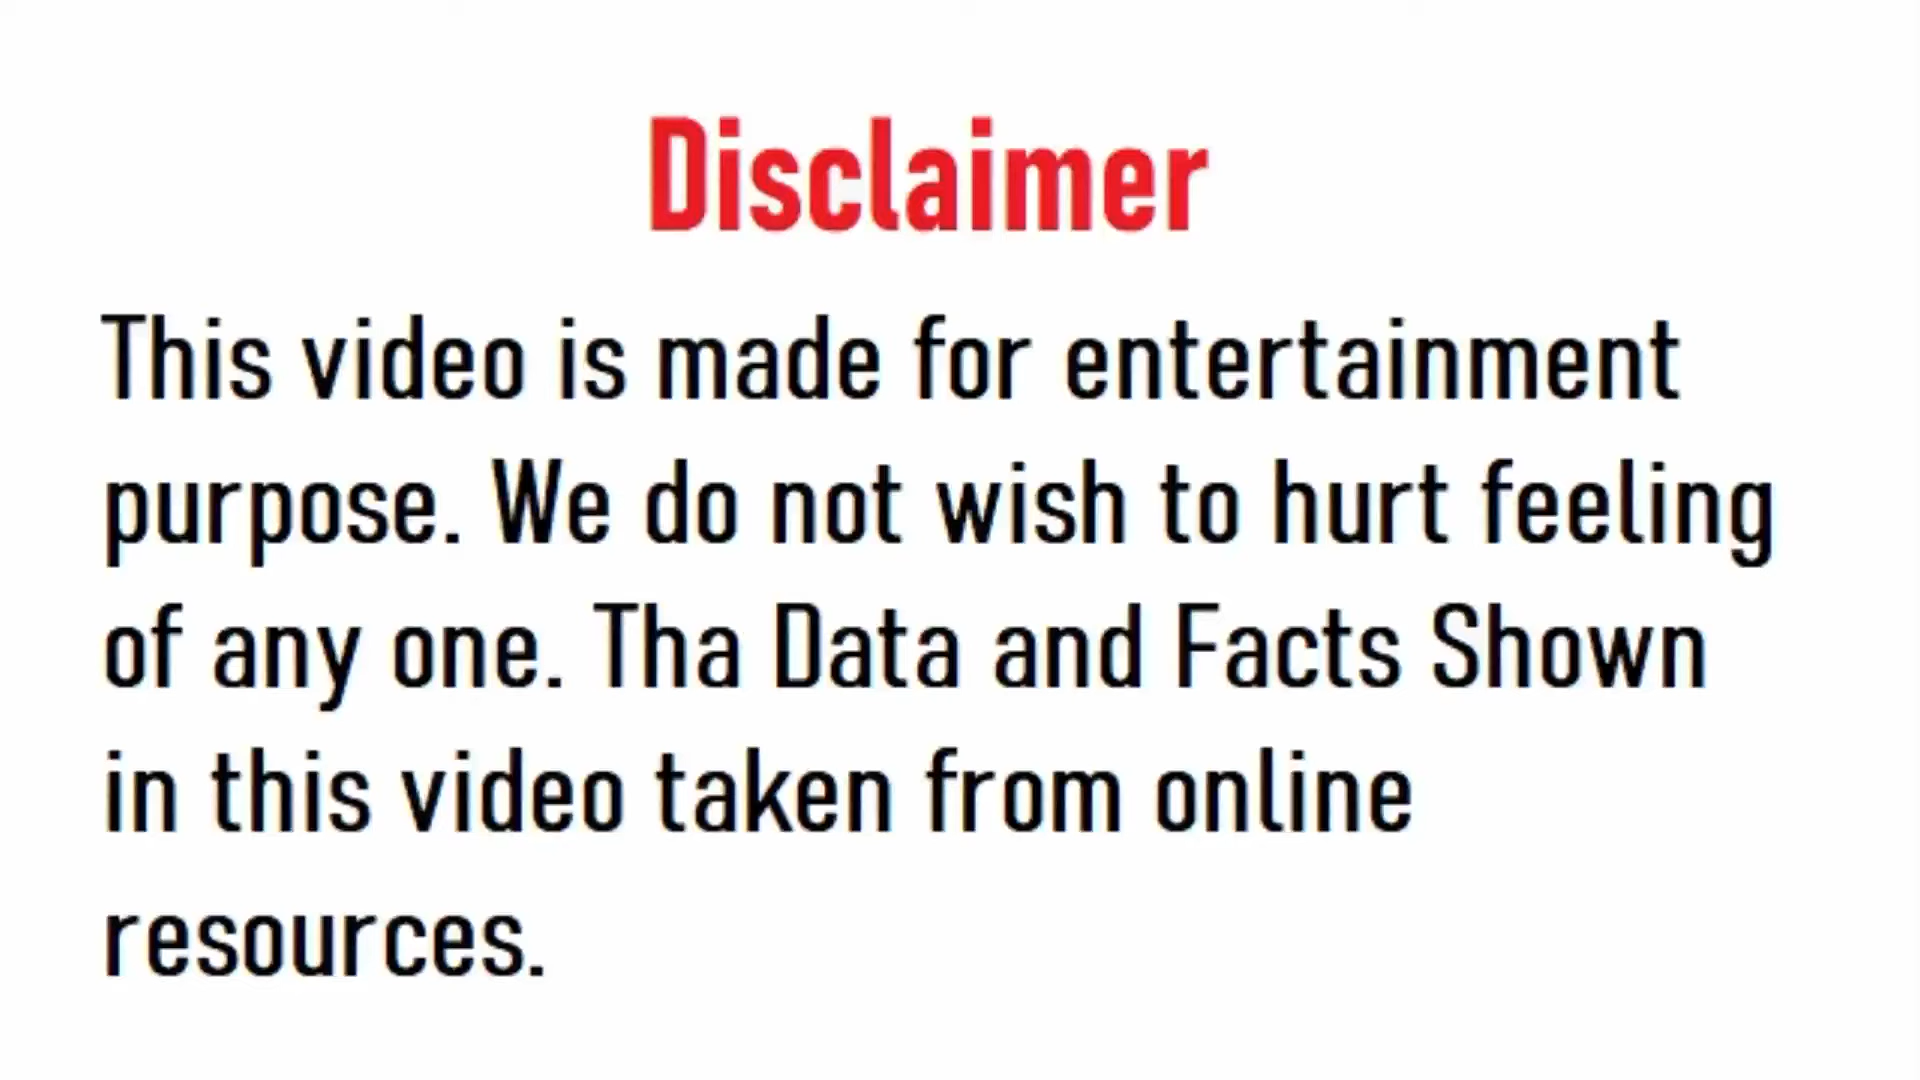 Disclaimer
This video is made for entertainment
purpose. We do not wish to hurt feeling
of any one. Tha Data and Facts Shown
in this video taken from online
resources.